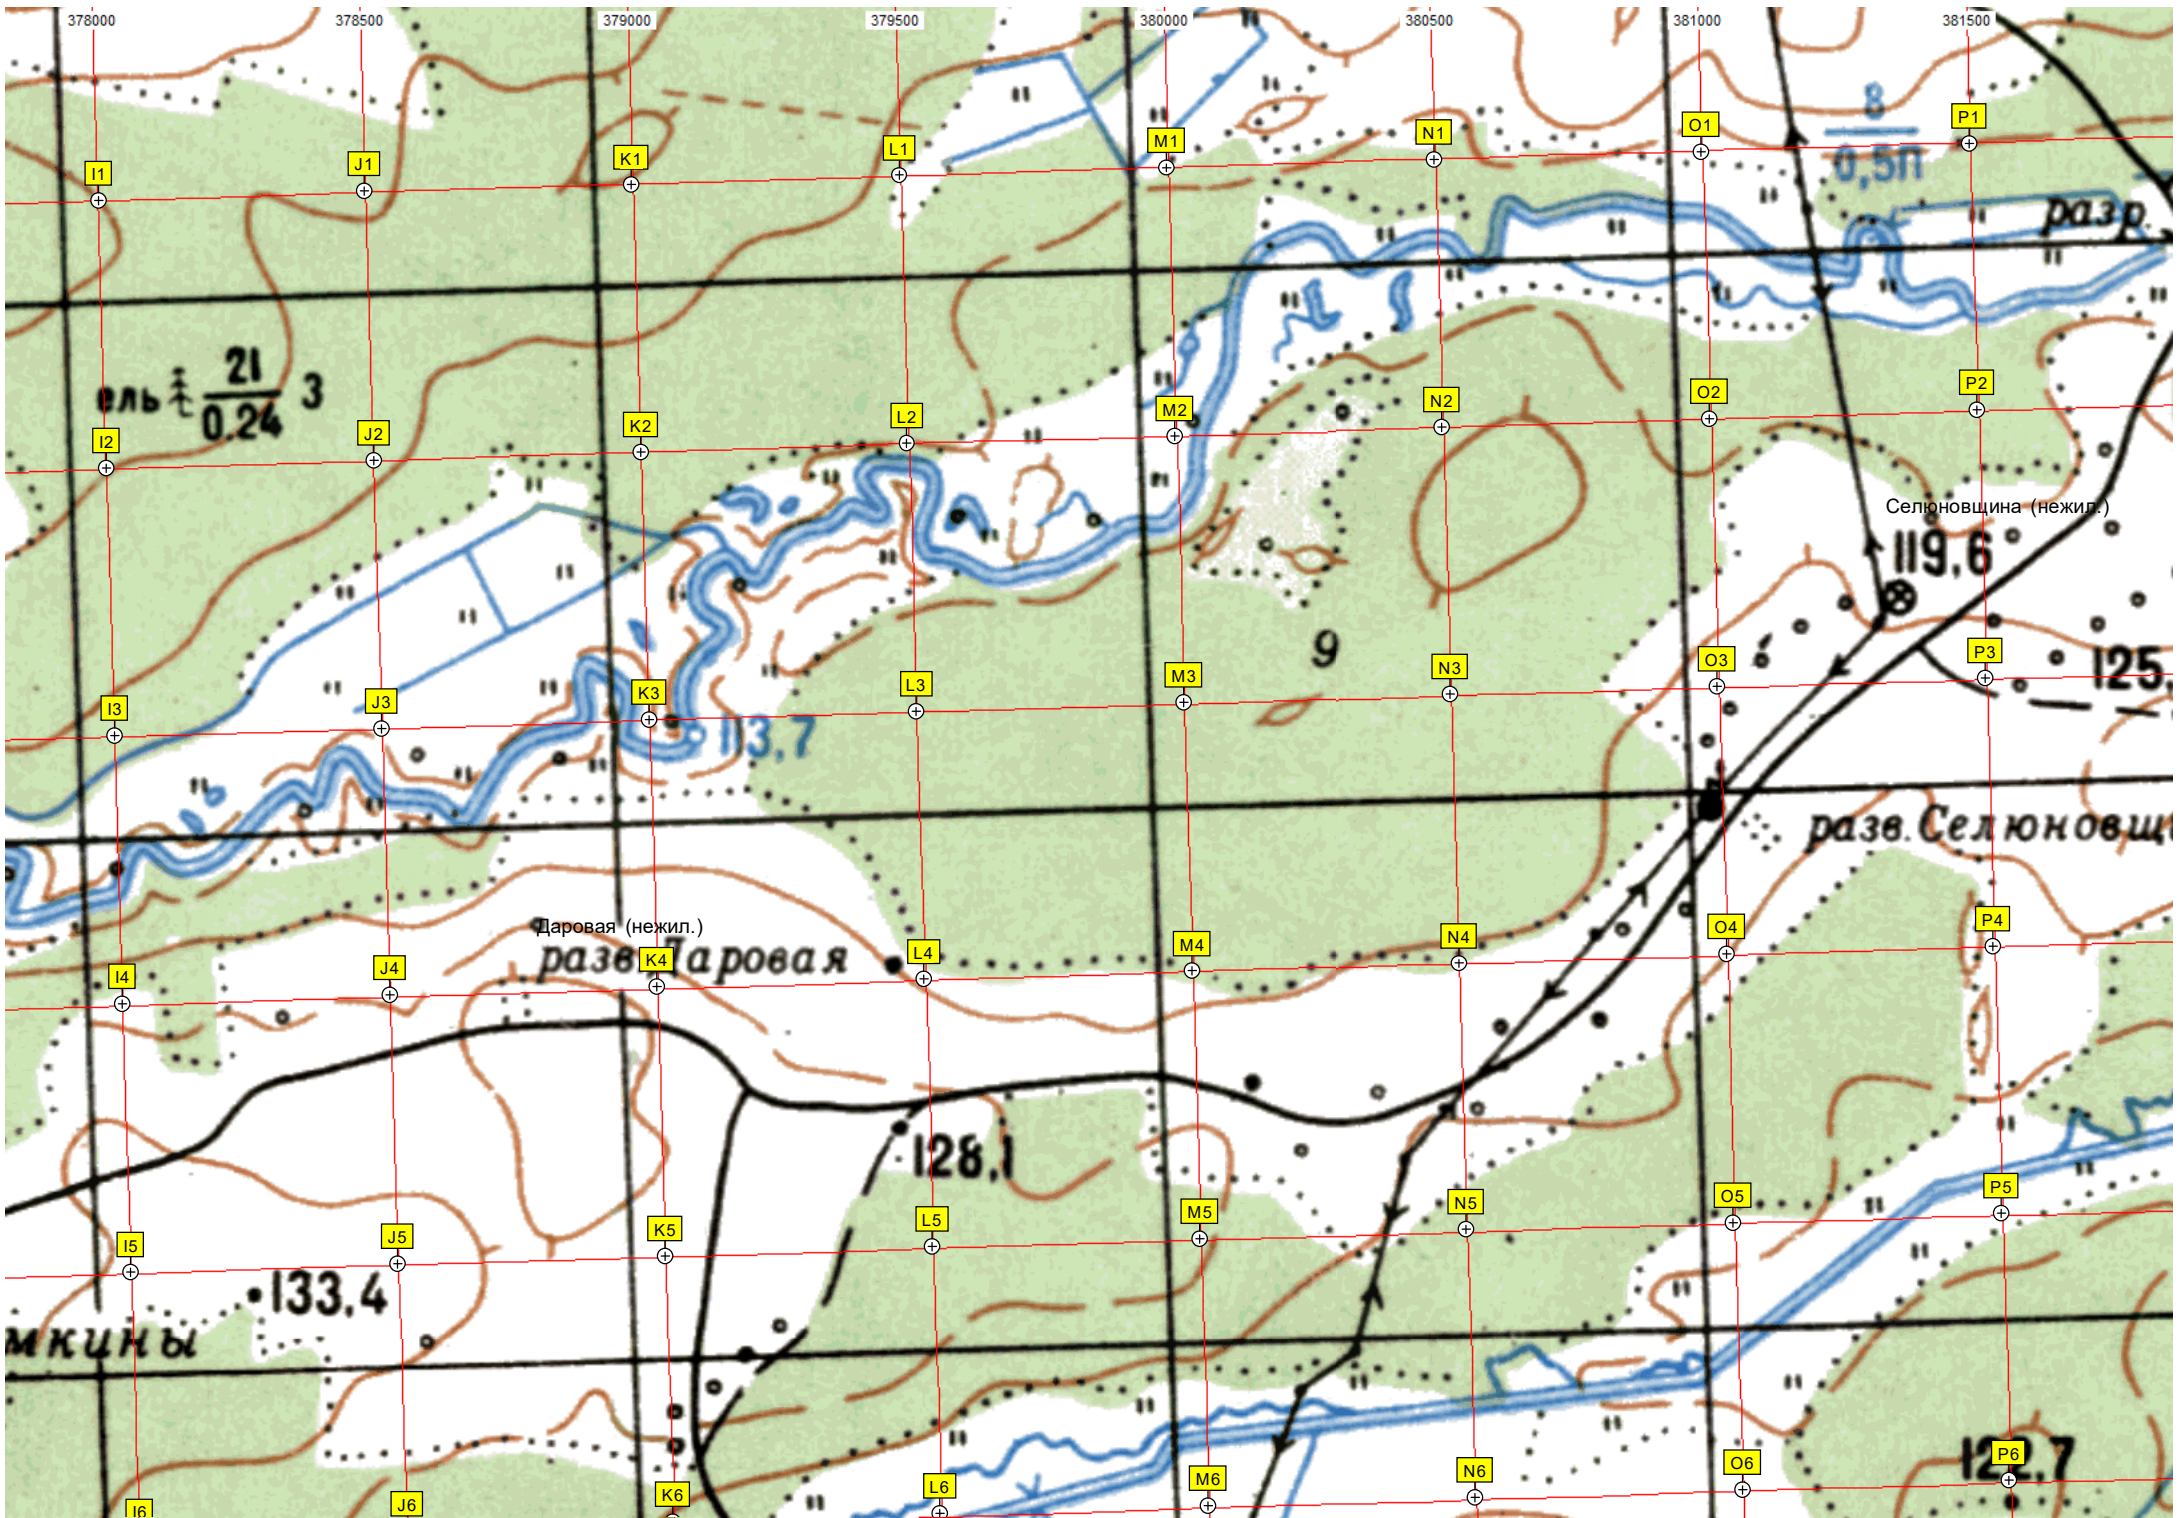 378000 378500 379000 379500 380000 380500 381000 381500
8
0,5П
I1 J1 K1 L1 M1 N1 O1 P1
разр.
ель 21 3
0.24
I2 J2 K2 L2 M2 N2 O2 P2
Селюновщина (нежил.)
119,6
9
125,
I3 J3 K3 L3 M3 N3 O3 P3
113,7
разв. Селюновщ
Даровая (нежил.)
разв. Даровая
I4 J4 K4 L4 M4 N4 O4 P4
128,1
I5 J5 K5 L5 M5 N5 O5 P5
133,4
мкины
122,7
I6 J6 K6 L6 M6 N6 O6 P6